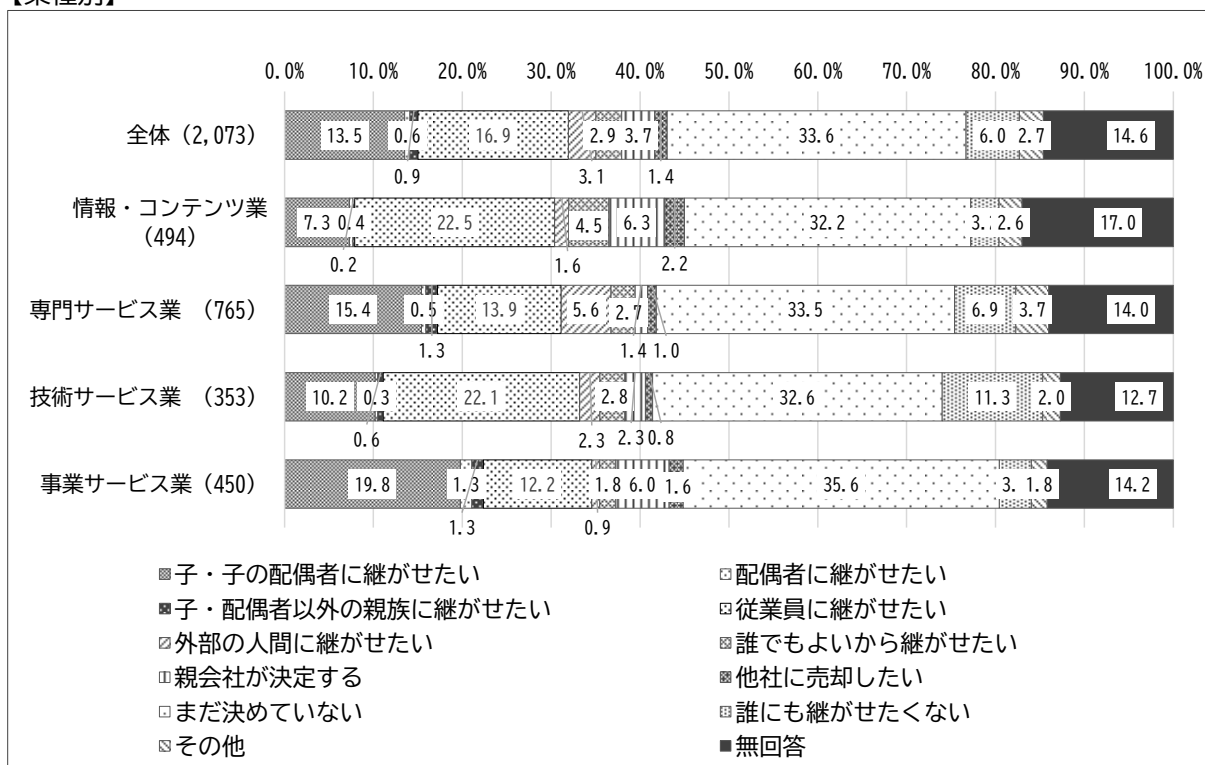 【業種別】
0.0% 10.0% 20.0% 30.0% 40.0% 50.0% 60.0% 70.0% 80.0% 90.0% 100.0%
全体 (2,073) 13.5 0.6 16.9 2.9 3.7 33.6 6.0 2.7 14.6
0.9 3.1 1.4
情報・コンテンツ業
(494)
7.3 0.4 22.5 4.5 6.3 32.2 3. 2.6 17.0
0.2 1.6 2.2
専門サービス業 (765) 15.4 0.5 13.9 5.6 2.7 33.5 6.9 3.7 14.0
1.3 1.4 1.0
技術サービス業 (353) 10.2 0.3 22.1 2.8 32.6 11.3 2.0 12.7
0.6 2.3 2.3 0.8
事業サービス業 (450) 19.8 1.3 12.2 1.8 6.0 1.6 35.6 3. 1.8 14.2
1.3 0.9
子・子の配偶者に継がせたい 配偶者に継がせたい
子・配偶者以外の親族に継がせたい 従業員に継がせたい
外部の人間に継がせたい 誰でもよいから継がせたい
親会社が決定する 他社に売却したい
まだ決めていない 誰にも継がせたくない
その他 無回答